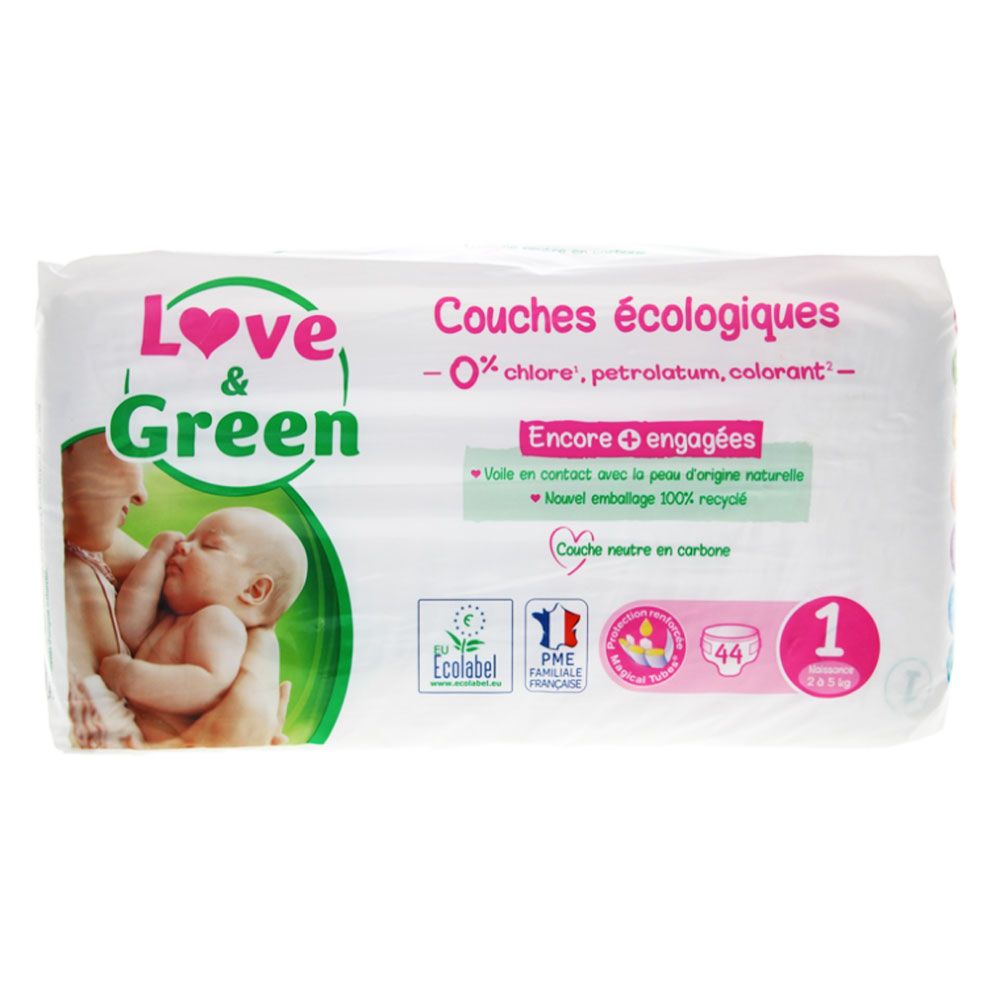 Love
&
Green
Couches écologiques
0% chlore¹, petrolatum, colorant²
Encore + engagées
Voile en contact avec la peau d'origine naturelle
Nouvel emballage 100% recyclé
Couche neutre en carbone
EU
Ecolabel
www.ecolabel.eu
PME
FAMILIALE
FRANÇAISE
Protection renforcée
Magical Tubes®
44
1
Naissance
2 à 5 kg